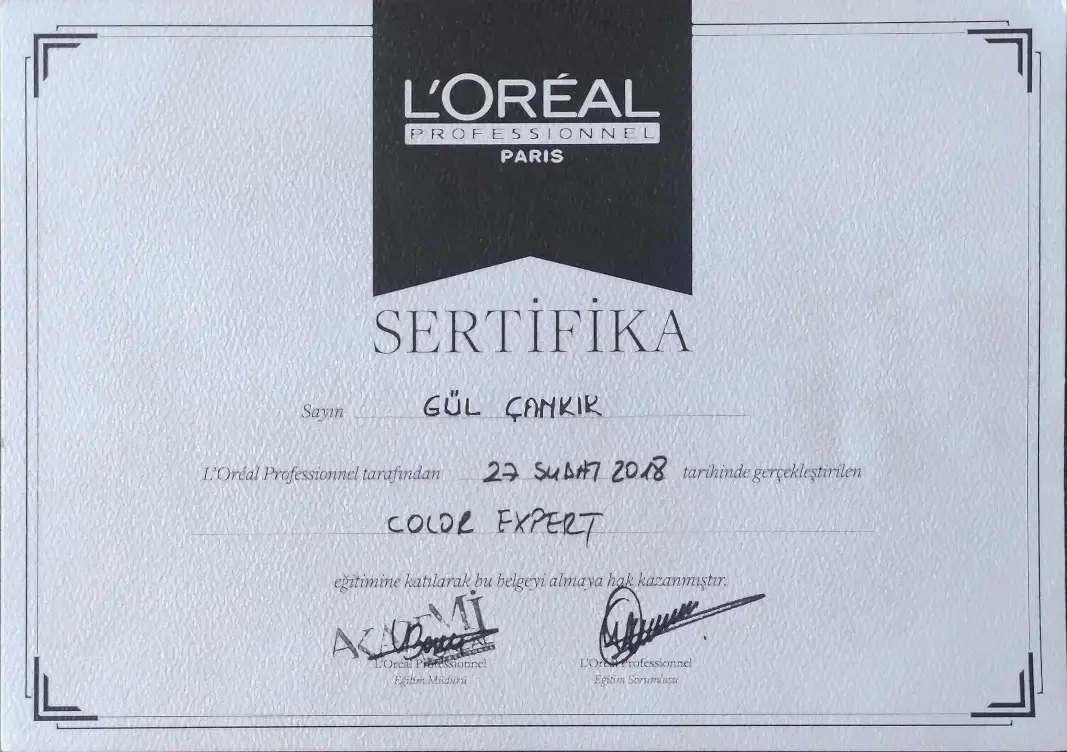 L'ORÉAL
PROFESSIONNEL
PARIS
SERTİFİKA
Sayın GÜL ÇANKIR
L'Oréal Professionnel tarafından 27 ŞUBAT 2018 tarihinde gerçekleştirilen
COLOR EXPERT
eğitimine katılarak bu belgeyi almaya hak kazanmıştır.
AKADEMİ
L'Oréal Professionnel L'Oréal Professionnel
Eğitim Müdürü Eğitim Sorumlusu